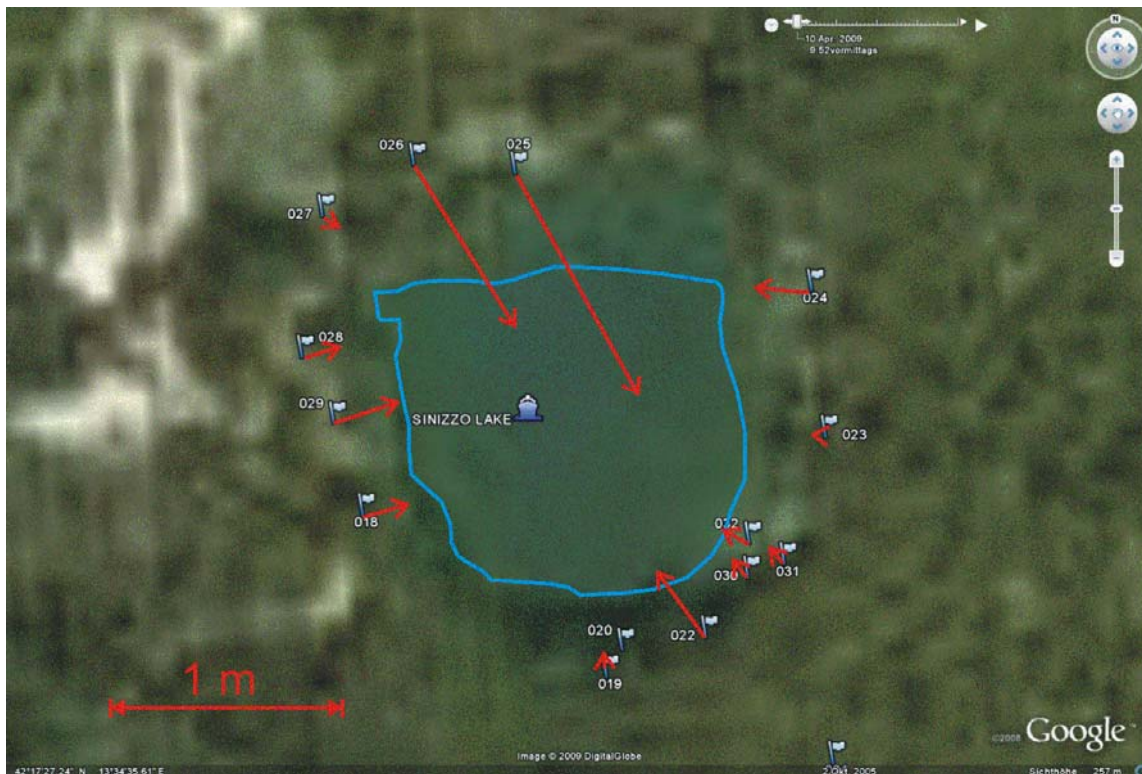 N
10 Apr 2009
9 52vormittags
026
025
027
024
028
029
SINIZZO LAKE
023
018
032
030
031
020
022
019
1 m
©2008 Google™
Image © 2009 DigitalGlobe
42°17'27.24" N 13°34'35.61" E
2 Okt. 2005
Sichthöhe 257 m